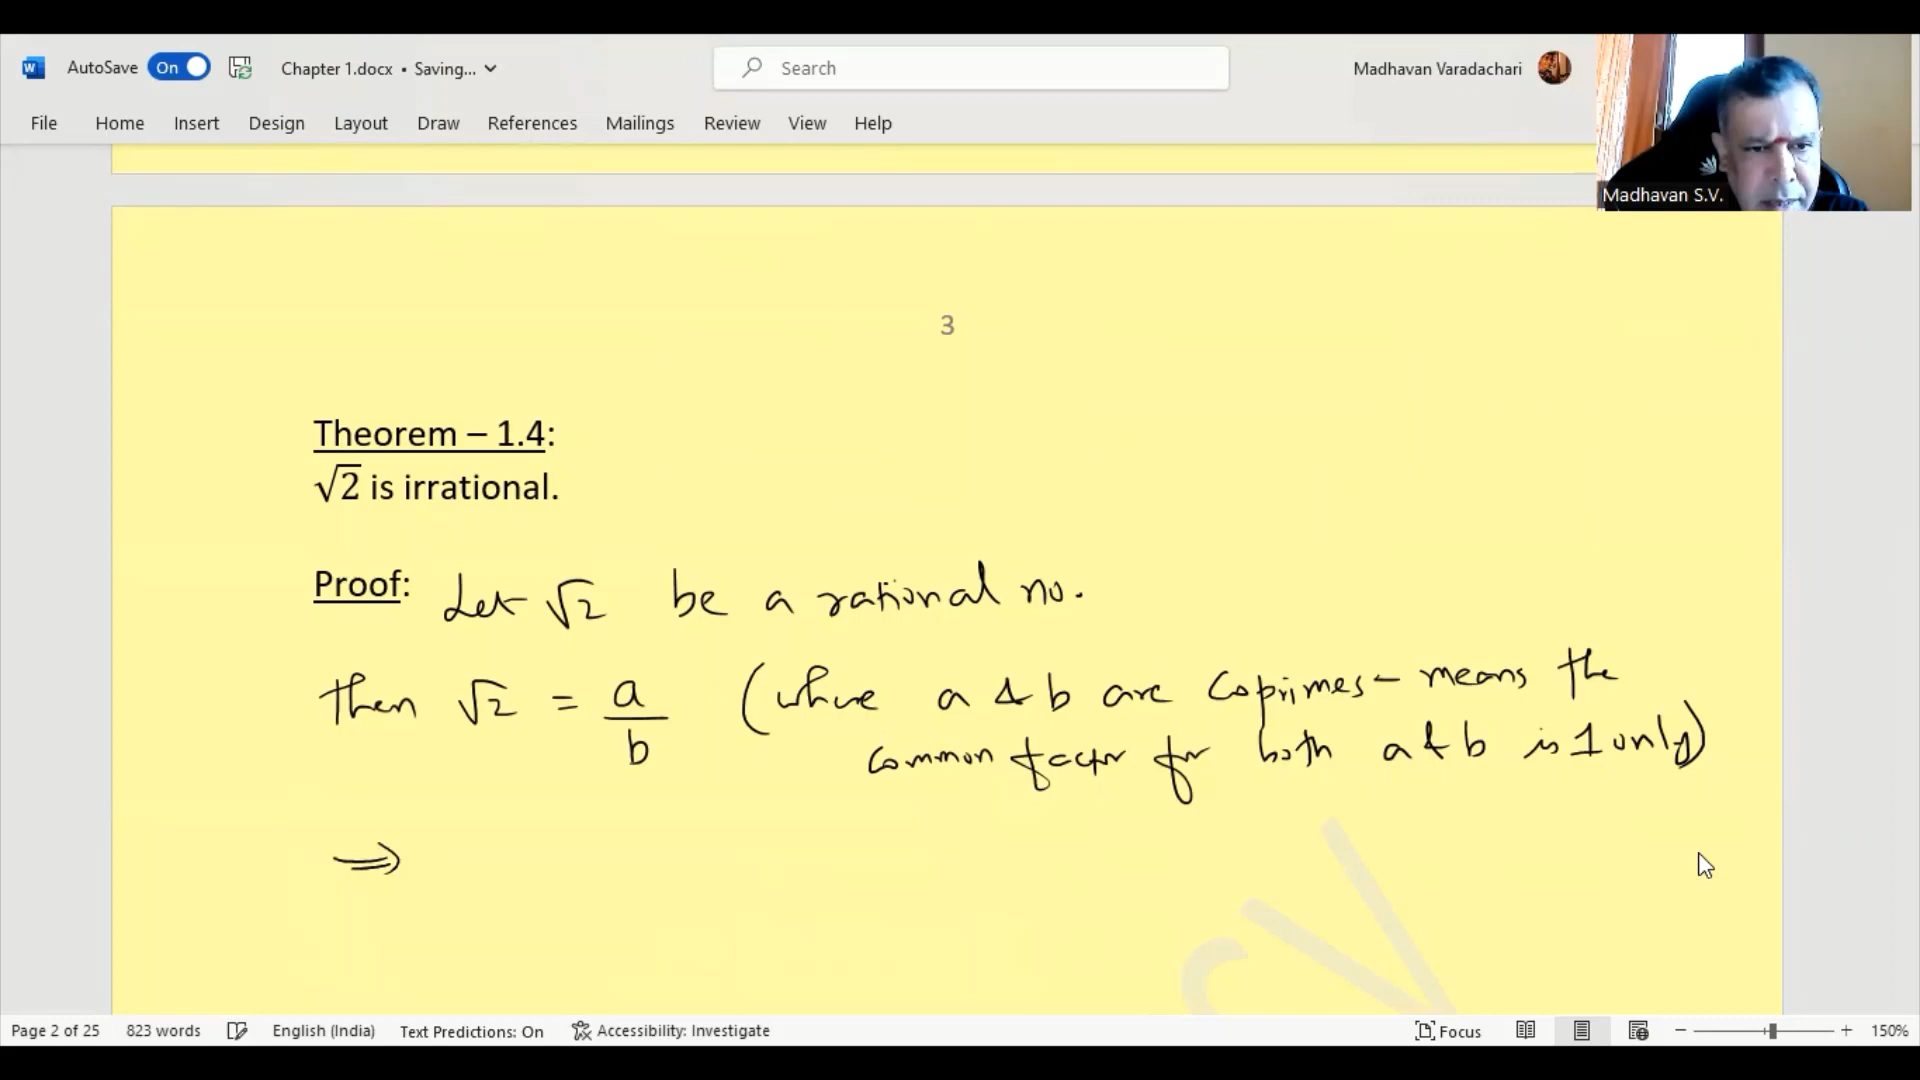 AutoSave On Chapter 1.docx • Saving... Search Madhavan Varadachari
File Home Insert Design Layout Draw References Mailings Review View Help
Madhavan S.V.
3
Theorem – 1.4:
√2 is irrational.
Proof: Let √2 be a rational no.
then √2 = a/b (where a & b are coprimes – means the
common factor for both a & b is 1 only)
⇒
SV
Page 2 of 25 823 words English (India) Text Predictions: On Accessibility: Investigate Focus 150%